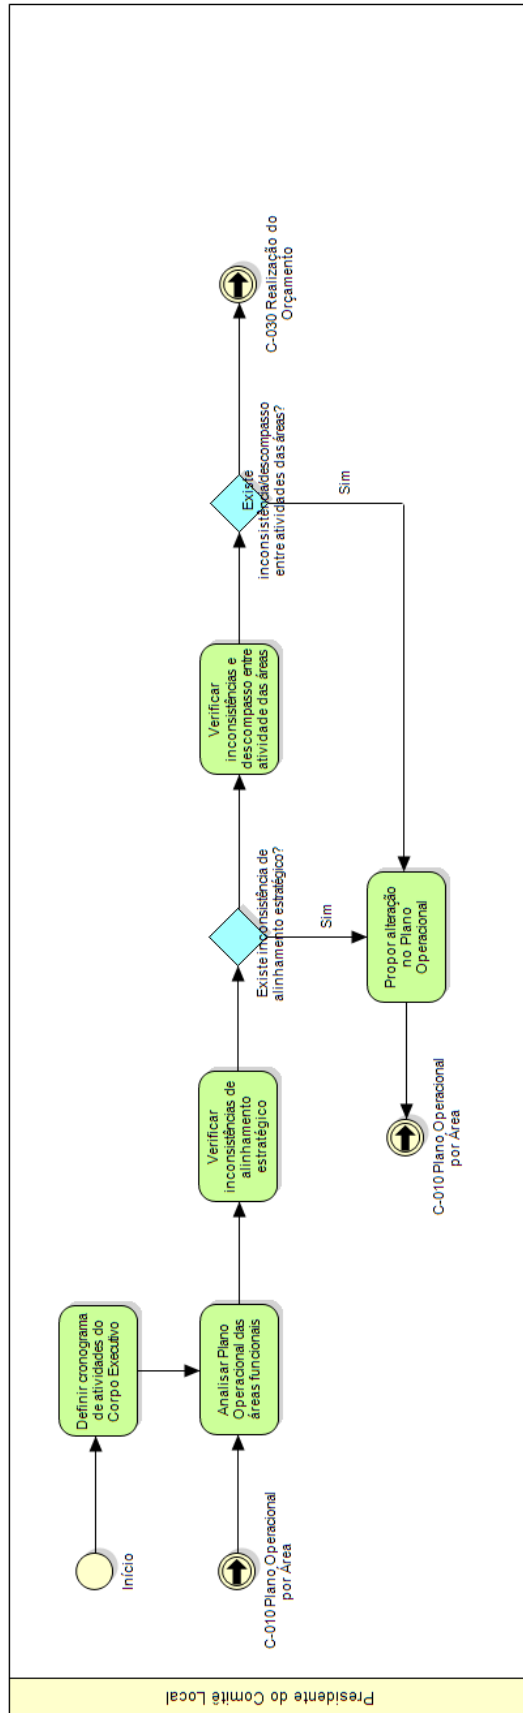 Presidente do Comitê Local
Início
Definir cronograma
de atividades do
Corpo Executivo
C-010 Plano Operacional
por Área
Analisar Plano
Operacional das
áreas funcionais
Verificar
inconsistências de
alinhamento
estratégico
Existe inconsistência de
alinhamento estratégico?
Sim
Verificar
inconsistências e
descompasso entre
atividade das áreas
Existe
inconsistência/descompasso
entre atividades das áreas?
Sim
C-030 Realização do
Orçamento
Propor alteração
no Plano
Operacional
C-010 Plano Operacional
por Área